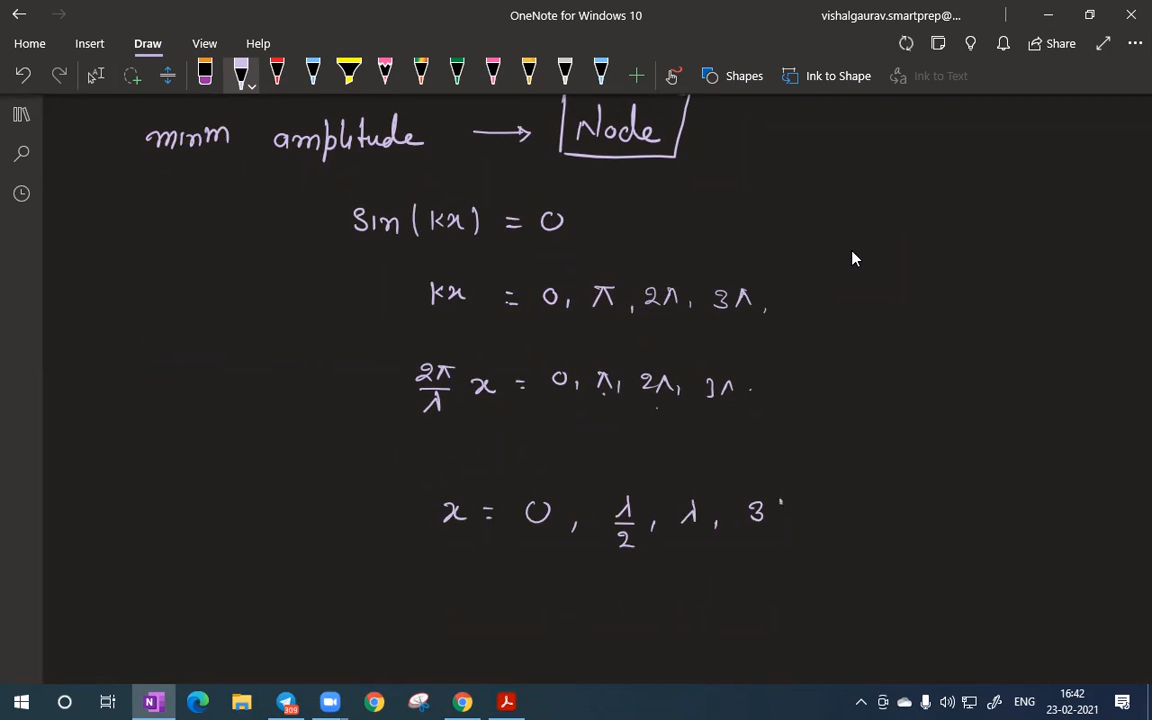 OneNote for Windows 10
vishalgaurav.smartprep@...
Home Insert Draw View Help
Share
Shapes Ink to Shape Ink to Text
minm amplitude → Node
Sin(kx) = 0
kx = 0, π, 2π, 3π,
2π/λ x = 0, π, 2π, 3π .
x = 0, λ/2, λ, 3
309
ENG
16:42
23-02-2021